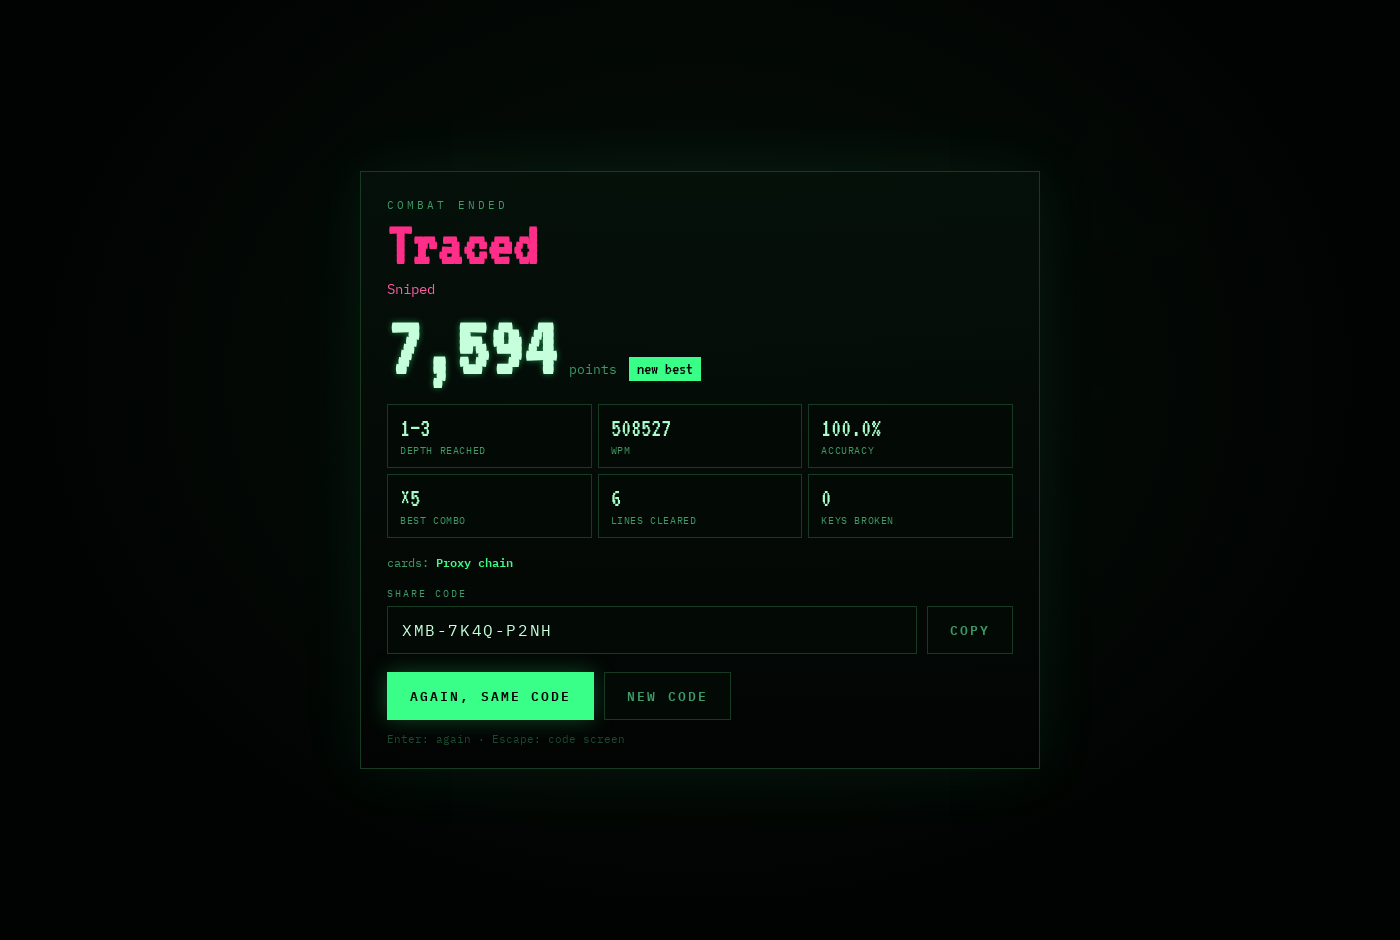 COMBAT ENDED
Traced
Sniped
7,594 points new best
1–3 508527 100.0%
DEPTH REACHED WPM ACCURACY
X5 6 0
BEST COMBO LINES CLEARED KEYS BROKEN
cards: Proxy chain
SHARE CODE
XMB-7K4Q-P2NH COPY
AGAIN, SAME CODE NEW CODE
Enter: again · Escape: code screen